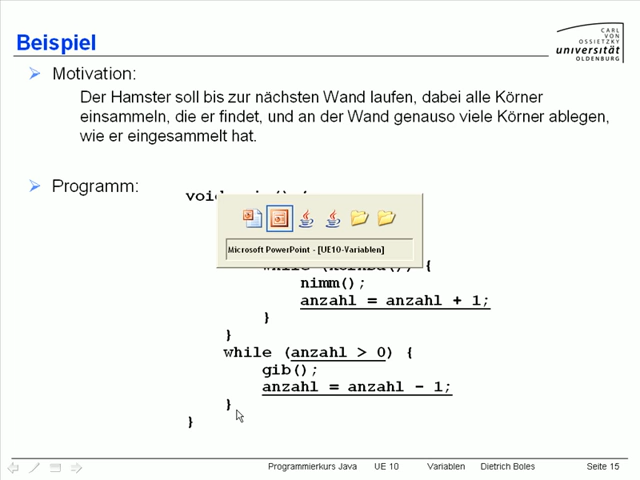 Beispiel
CARL
VON
OSSIETZKY
universität
OLDENBURG
Motivation:
Der Hamster soll bis zur nächsten Wand laufen, dabei alle Körner
einsammeln, die er findet, und an der Wand genauso viele Körner ablegen,
wie er eingesammelt hat.
Programm:
void
Microsoft PowerPoint - [UE10-Variablen]
{
nimm();
anzahl = anzahl + 1;
}
}
while (anzahl > 0) {
gib();
anzahl = anzahl - 1;
}
}
Programmierkurs Java UE 10 Variablen Dietrich Boles Seite 15